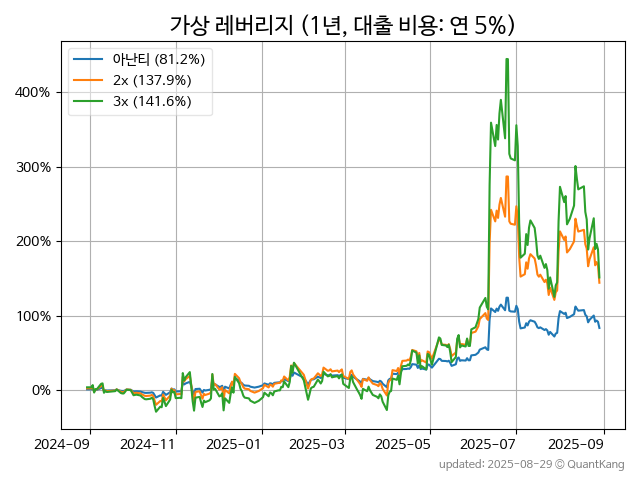 가상 레버리지 (1년, 대출 비용: 연 5%)
아난티 (81.2%)
2x (137.9%)
3x (141.6%)
400%
300%
200%
100%
0%
2024-09 2024-11 2025-01 2025-03 2025-05 2025-07 2025-09
updated: 2025-08-29 © QuantKang